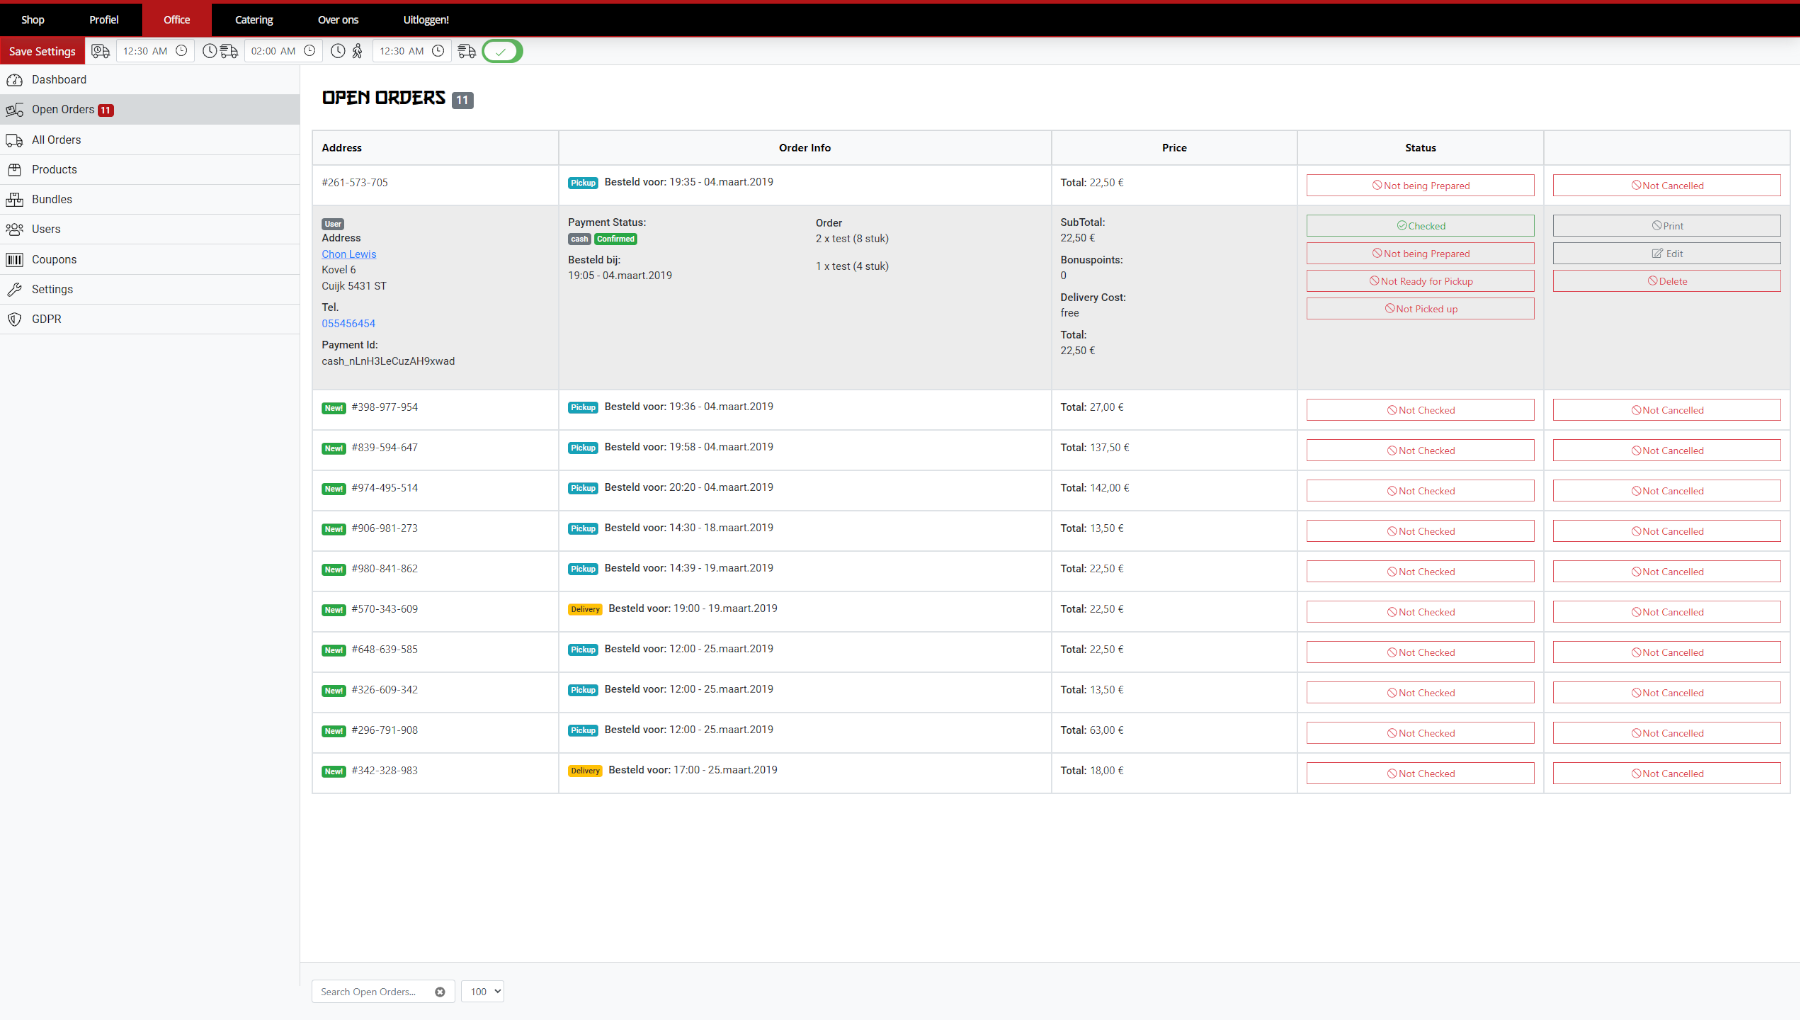 Shop Profiel Office Catering Over ons Uitloggen!
Save Settings 12:30 AM 02:00 AM 12:30 AM
Dashboard
Open Orders 11
All Orders
Products
Bundles
Users
Coupons
Settings
GDPR
OPEN ORDERS 11
Address Order Info Price Status
#261-573-705 Pickup Besteld voor: 19:35 - 04.maart.2019 Total: 22,50 € Not being Prepared Not Cancelled
User
Address
Chon Lewis
Kovel 6
Cuijk 5431 ST
Tel.
055456454
Payment Id:
cash_nLnH3LeCuzAH9xwad
Payment Status:
cash Confirmed
Besteld bij:
19:05 - 04.maart.2019
Order
2 x test (8 stuk)
1 x test (4 stuk)
SubTotal:
22,50 €
Bonuspoints:
0
Delivery Cost:
free
Total:
22,50 €
Checked
Not being Prepared
Not Ready for Pickup
Not Picked up
Print
Edit
Delete
New! #398-977-954 Pickup Besteld voor: 19:36 - 04.maart.2019 Total: 27,00 € Not Checked Not Cancelled
New! #839-594-647 Pickup Besteld voor: 19:58 - 04.maart.2019 Total: 137,50 € Not Checked Not Cancelled
New! #974-495-514 Pickup Besteld voor: 20:20 - 04.maart.2019 Total: 142,00 € Not Checked Not Cancelled
New! #906-981-273 Pickup Besteld voor: 14:30 - 18.maart.2019 Total: 13,50 € Not Checked Not Cancelled
New! #980-841-862 Pickup Besteld voor: 14:39 - 19.maart.2019 Total: 22,50 € Not Checked Not Cancelled
New! #570-343-609 Delivery Besteld voor: 19:00 - 19.maart.2019 Total: 22,50 € Not Checked Not Cancelled
New! #648-639-585 Pickup Besteld voor: 12:00 - 25.maart.2019 Total: 22,50 € Not Checked Not Cancelled
New! #326-609-342 Pickup Besteld voor: 12:00 - 25.maart.2019 Total: 13,50 € Not Checked Not Cancelled
New! #296-791-908 Pickup Besteld voor: 12:00 - 25.maart.2019 Total: 63,00 € Not Checked Not Cancelled
New! #342-328-983 Delivery Besteld voor: 17:00 - 25.maart.2019 Total: 18,00 € Not Checked Not Cancelled
Search Open Orders... 100